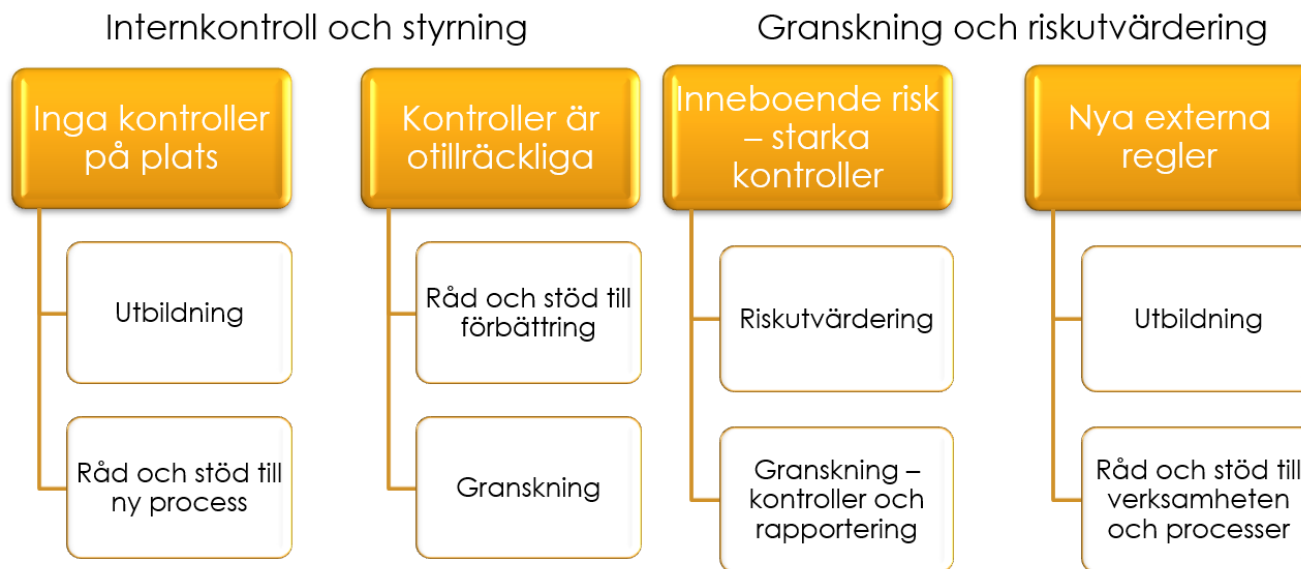 Internkontroll och styrning
Granskning och riskutvärdering
Inga kontroller
på plats
Utbildning
Råd och stöd till
ny process
Kontroller är
otillräckliga
Råd och stöd till
förbättring
Granskning
Inneboende risk
– starka
kontroller
Riskutvärdering
Granskning –
kontroller och
rapportering
Nya externa
regler
Utbildning
Råd och stöd till
verksamheten
och processer